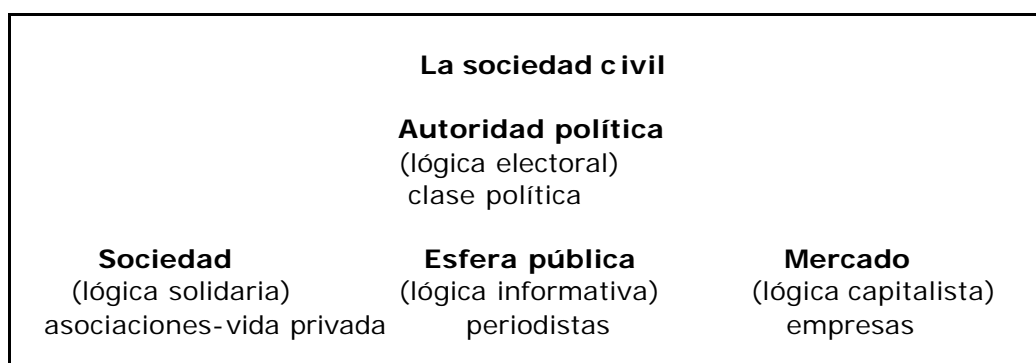 La sociedad civil
Autoridad política
(lógica electoral)
clase política
Sociedad Esfera pública Mercado
(lógica solidaria) (lógica informativa) (lógica capitalista)
asociaciones-vida privada periodistas empresas